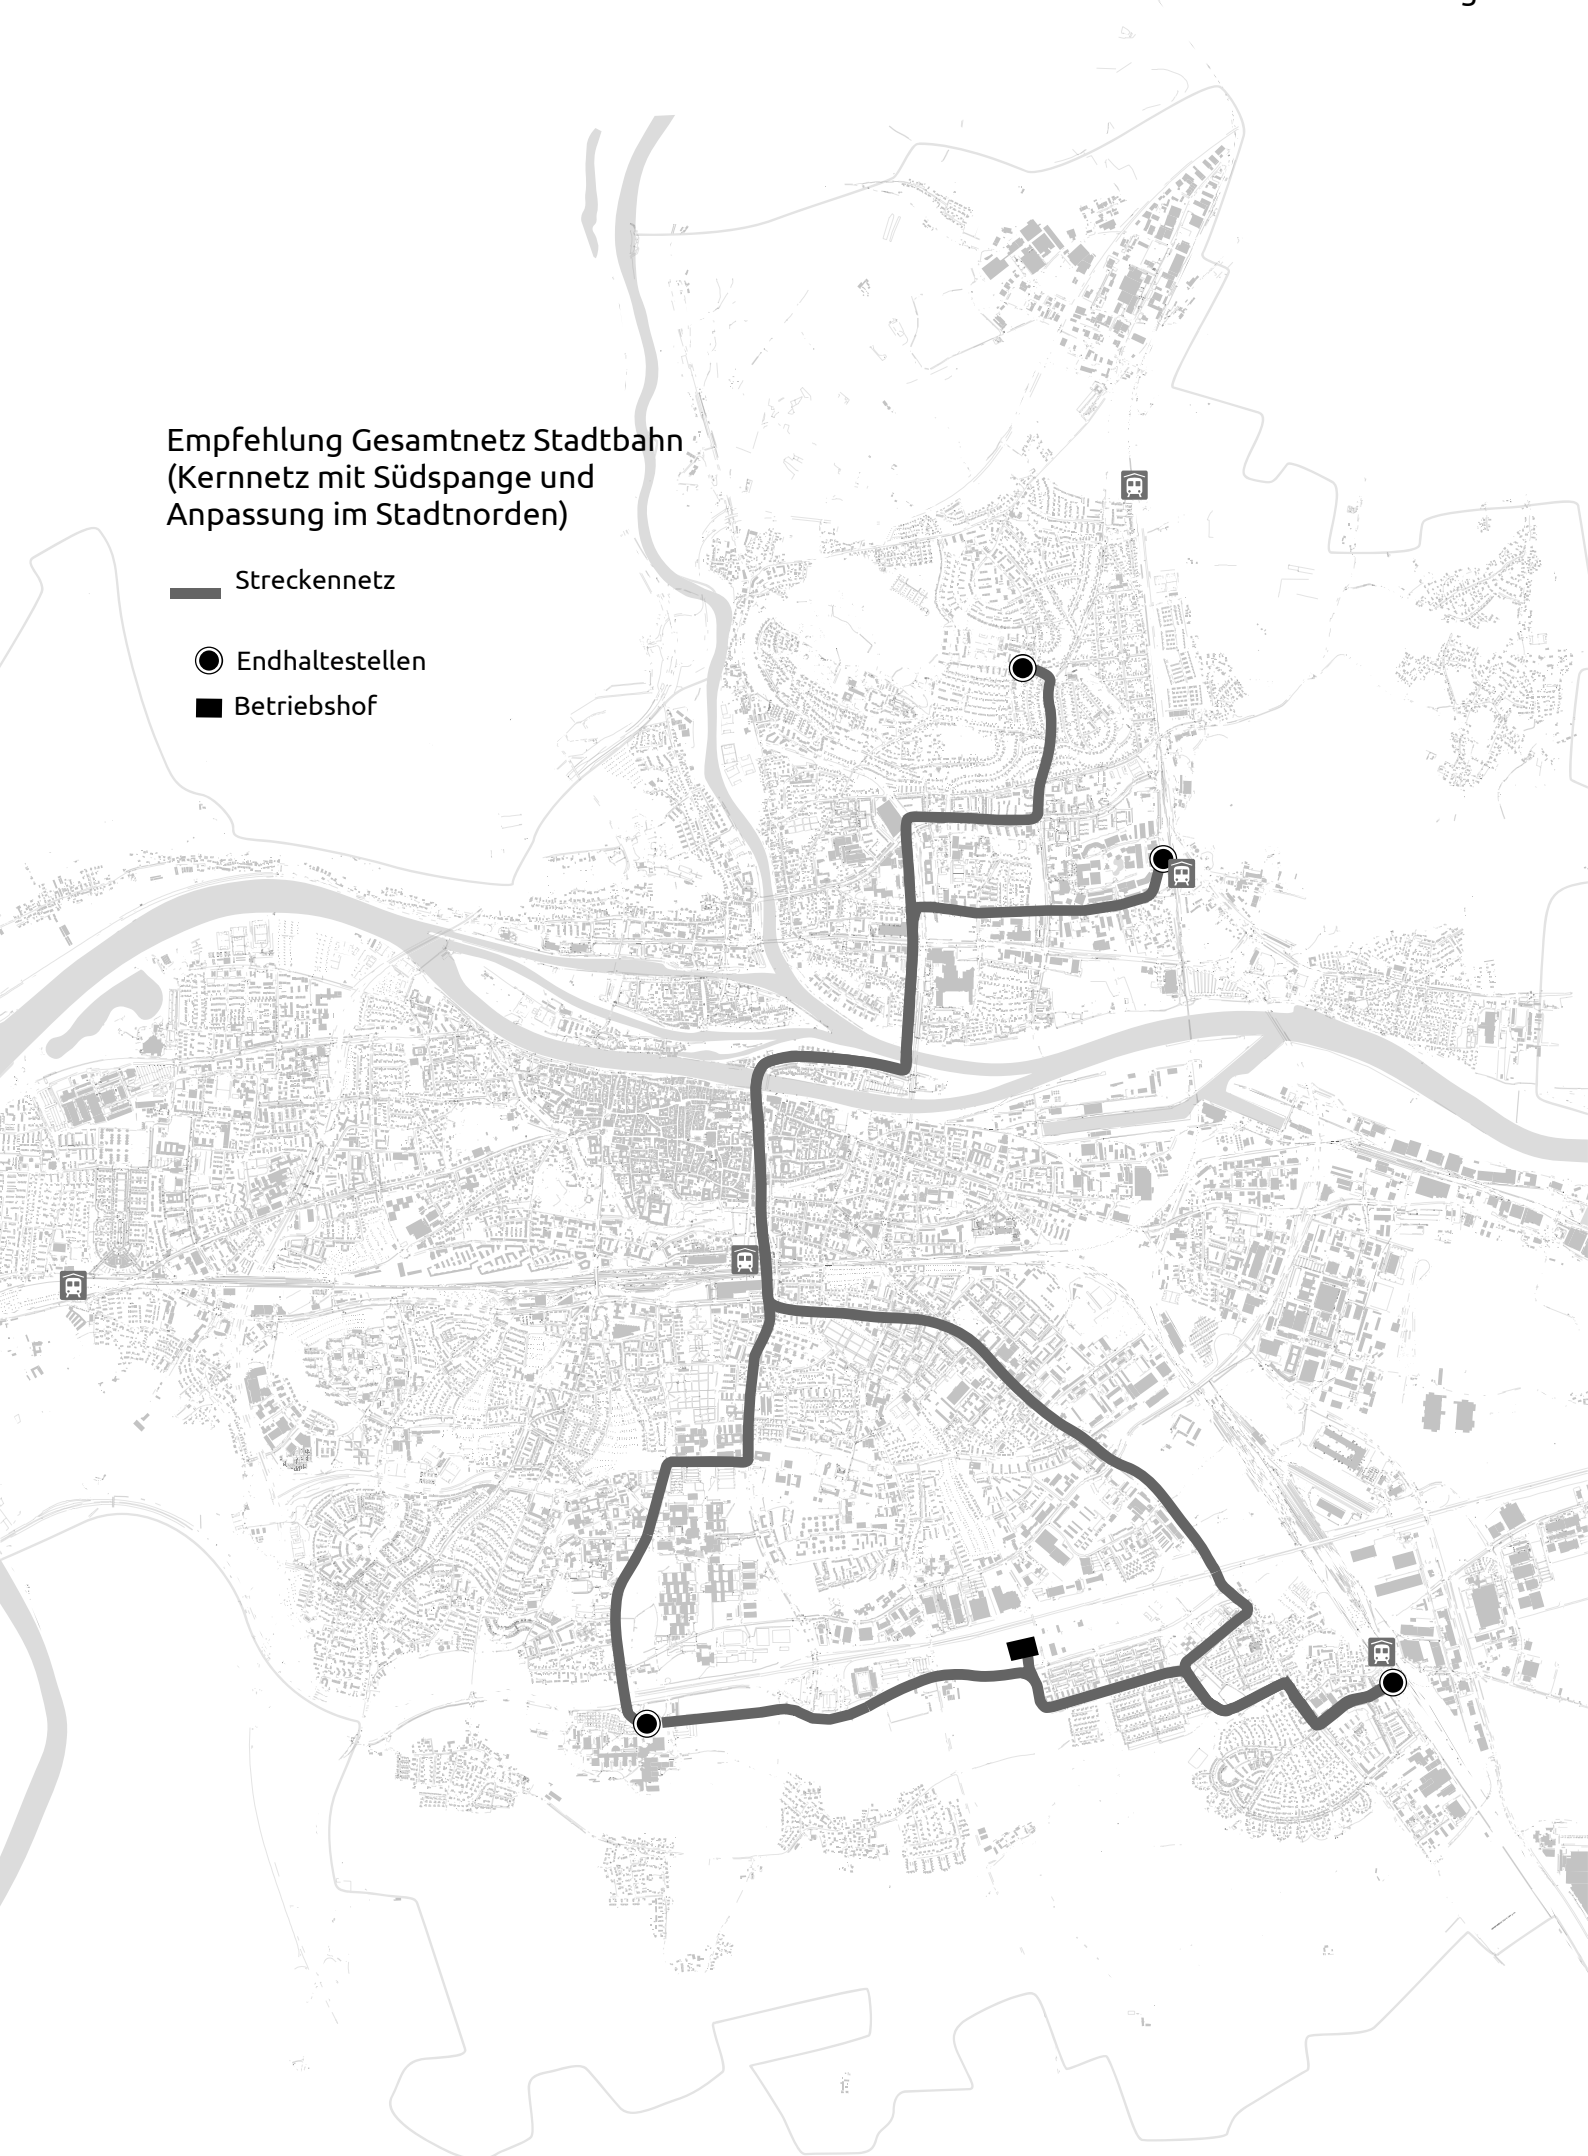 Empfehlung Gesamtnetz Stadtbahn
(Kernnetz mit Südspange und
Anpassung im Stadtnorden)
Streckennetz
Endhaltestellen
Betriebshof